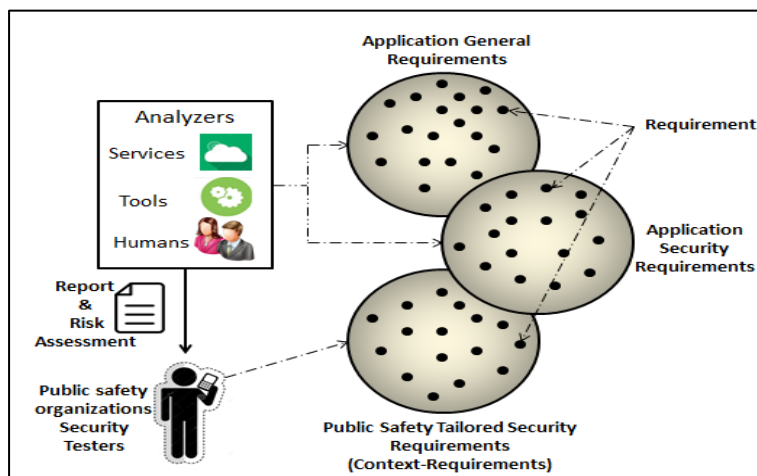 Application General
Requirements
Analyzers
Services
Tools
Humans
Requirement
Application
Security
Requirements
Report
&
Risk
Assessment
Public safety
organizations
Security
Testers
Public Safety Tailored Security
Requirements
(Context-Requirements)